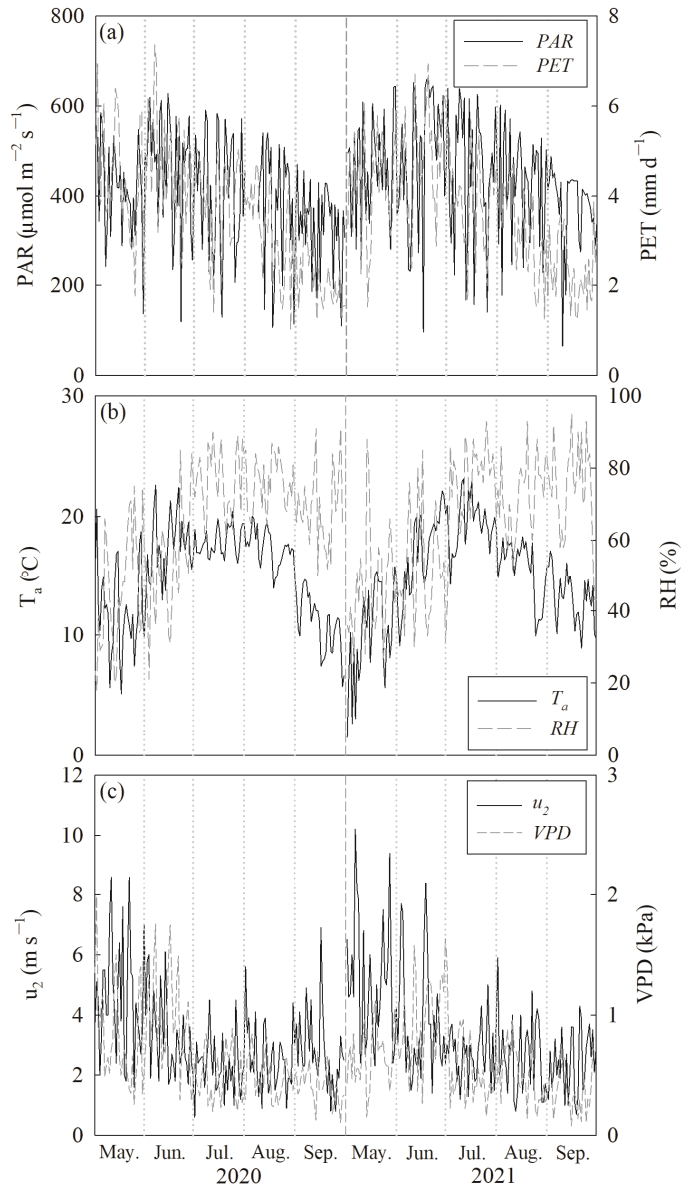 (a)
PAR
PET
800
600
400
200
0
PAR (μmol m⁻² s⁻¹)
8
6
4
2
0
PET (mm d⁻¹)
(b)
30
20
10
0
Tₐ (°C)
100
80
60
40
20
0
RH (%)
Tₐ
RH
(c)
u₂
VPD
12
10
8
6
4
2
0
u₂ (m s⁻¹)
3
2
1
0
VPD (kPa)
May. Jun. Jul. Aug. Sep. May. Jun. Jul. Aug. Sep.
2020 2021